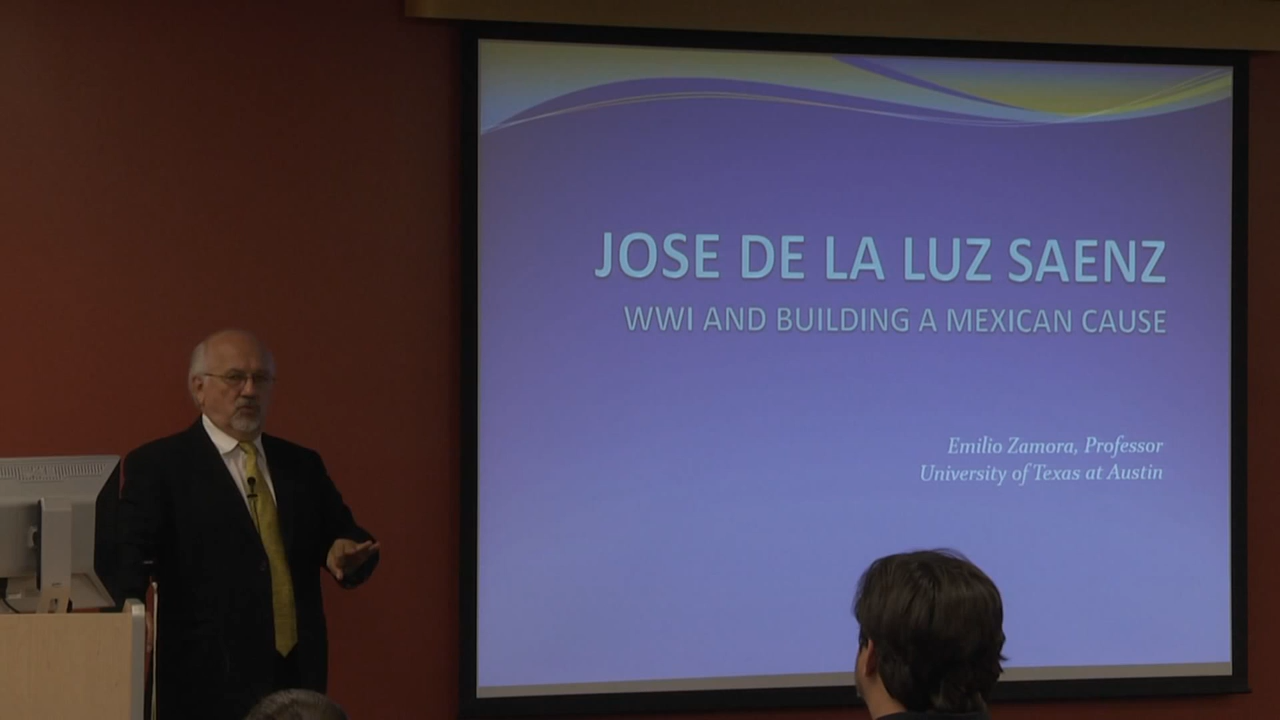 JOSE DE LA LUZ SAENZ
WWI AND BUILDING A MEXICAN CAUSE
Emilio Zamora, Professor
University of Texas at Austin